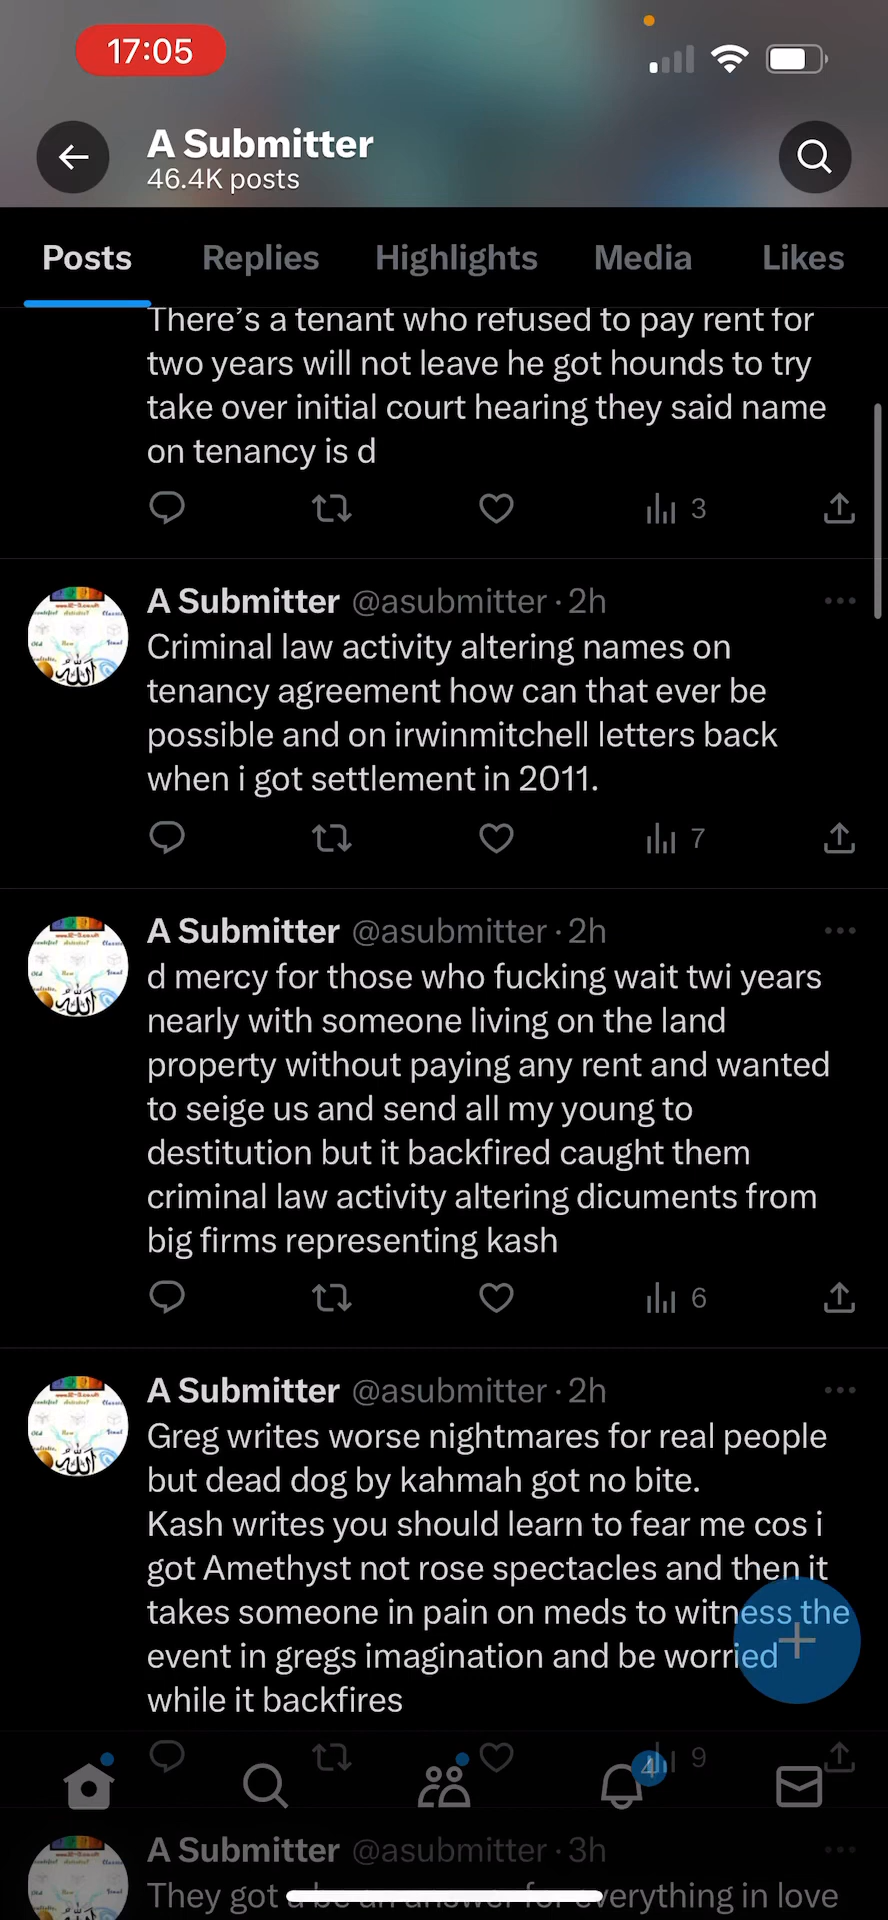 17:05
A Submitter
46.4K posts
Posts Replies Highlights Media Likes
There's a tenant who refused to pay rent for
two years will not leave he got hounds to try
take over initial court hearing they said name
on tenancy is d
3
A Submitter @asubmitter · 2h
Criminal law activity altering names on
tenancy agreement how can that ever be
possible and on irwinmitchell letters back
when i got settlement in 2011.
7
A Submitter @asubmitter · 2h
d mercy for those who fucking wait twi years
nearly with someone living on the land
property without paying any rent and wanted
to seige us and send all my young to
destitution but it backfired caught them
criminal law activity altering dicuments from
big firms representing kash
6
A Submitter @asubmitter · 2h
Greg writes worse nightmares for real people
but dead dog by kahmah got no bite.
Kash writes you should learn to fear me cos i
got Amethyst not rose spectacles and then it
takes someone in pain on meds to witness the
event in gregs imagination and be worried
while it backfires
9
4
A Submitter @asubmitter · 3h
They got a be an answer for everything in love